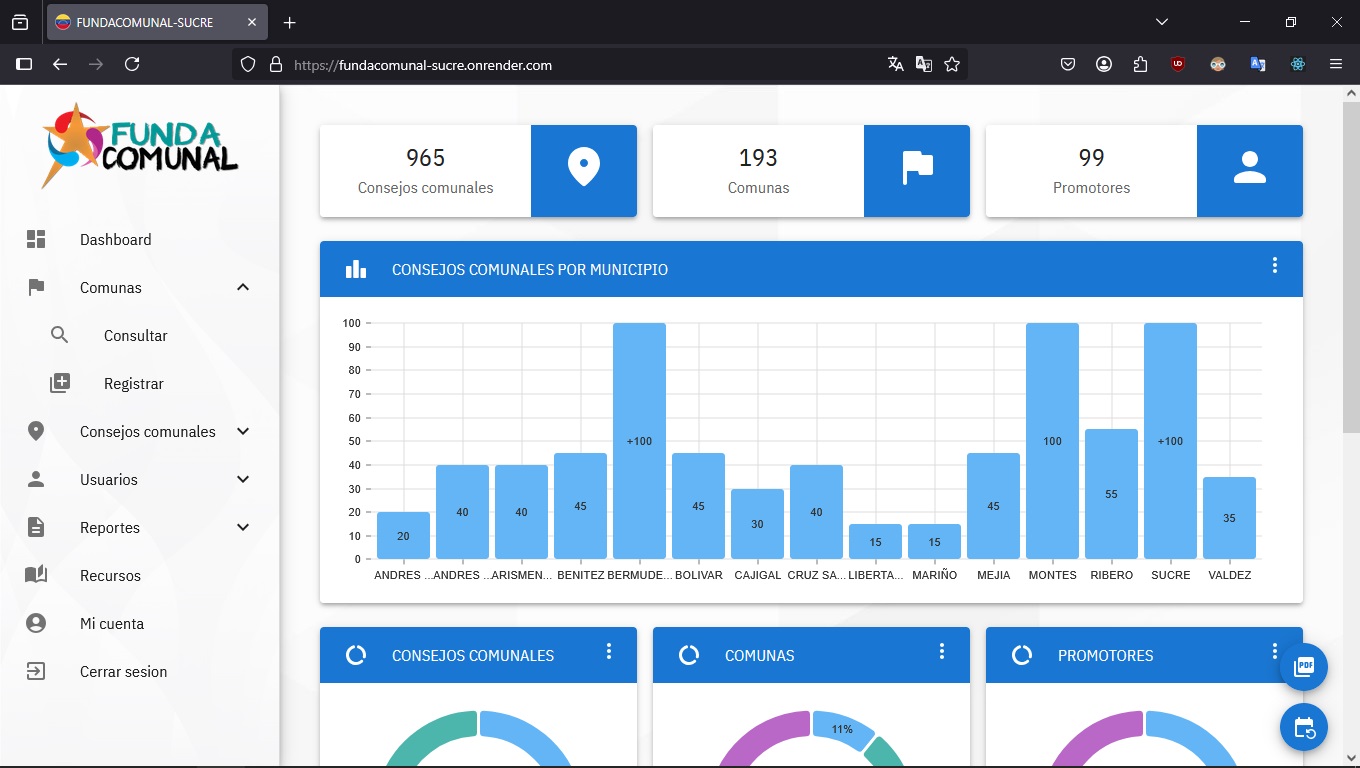 FUNDACOMUNAL-SUCRE
https://fundacomunal-sucre.onrender.com
FUNDA
COMUNAL
Dashboard
Comunas
Consultar
Registrar
Consejos comunales
Usuarios
Reportes
Recursos
Mi cuenta
Cerrar sesion
965
Consejos comunales
193
Comunas
99
Promotores
CONSEJOS COMUNALES POR MUNICIPIO
100
90
80
70
60
50
40
30
20
10
0
20
40
40
45
+100
45
30
40
15
15
45
100
55
+100
35
ANDRES ...
ANDRES ...
ARISMEN...
BENITEZ
BERMUDE...
BOLIVAR
CAJIGAL
CRUZ SA...
LIBERTA...
MARIÑO
MEJIA
MONTES
RIBERO
SUCRE
VALDEZ
CONSEJOS COMUNALES
COMUNAS
11%
PROMOTORES
PDF